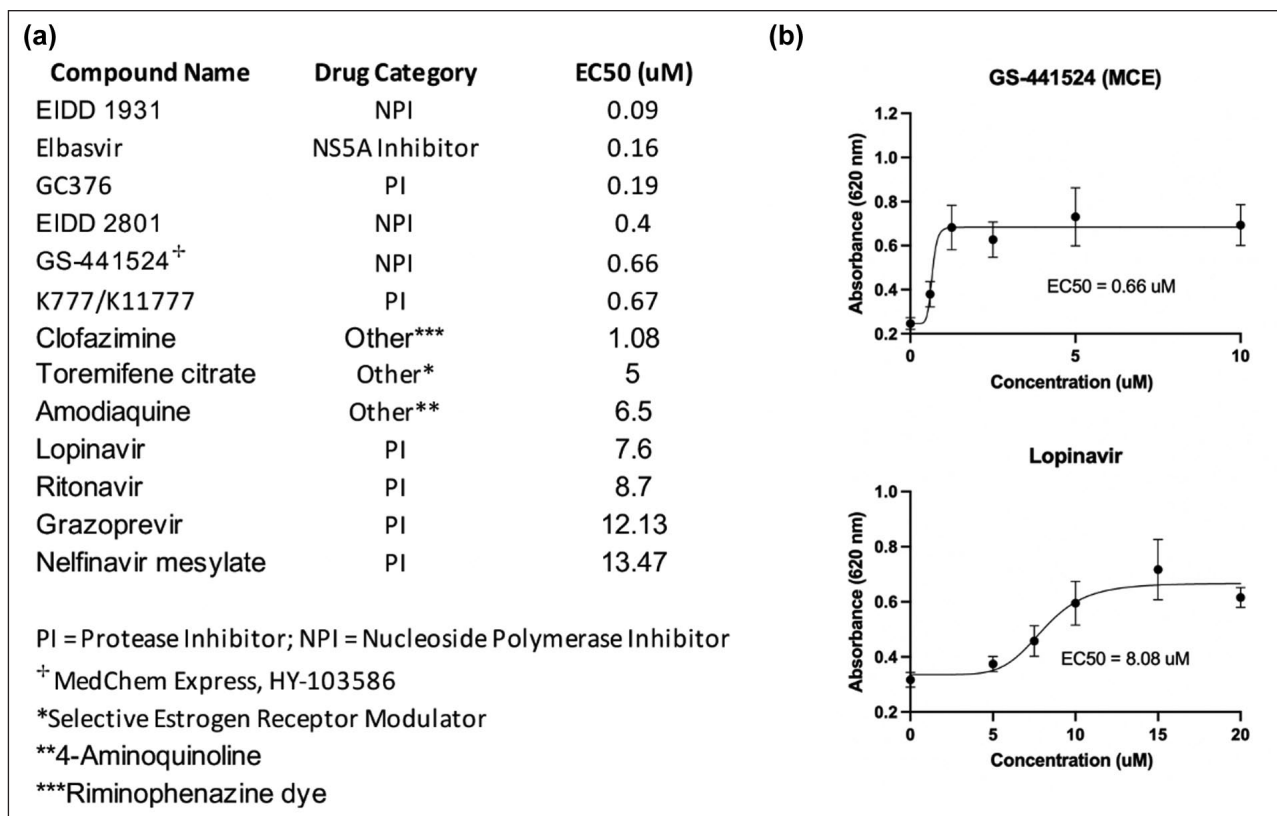 (a)
Compound Name Drug Category EC50 (uM)
EIDD 1931 NPI 0.09
Elbasvir NS5A Inhibitor 0.16
GC376 PI 0.19
EIDD 2801 NPI 0.4
GS-441524✢ NPI 0.66
K777/K11777 PI 0.67
Clofazimine Other*** 1.08
Toremifene citrate Other* 5
Amodiaquine Other** 6.5
Lopinavir PI 7.6
Ritonavir PI 8.7
Grazoprevir PI 12.13
Nelfinavir mesylate PI 13.47
PI = Protease Inhibitor; NPI = Nucleoside Polymerase Inhibitor
✢ MedChem Express, HY-103586
*Selective Estrogen Receptor Modulator
**4-Aminoquinoline
***Riminophenazine dye
(b)
GS-441524 (MCE)
Absorbance (620 nm)
1.2
1.0
0.8
0.6
0.4
0.2
EC50 = 0.66 uM
0 5 10
Concentration (uM)
Lopinavir
Absorbance (620 nm)
1.0
0.8
0.6
0.4
0.2
EC50 = 8.08 uM
0 5 10 15 20
Concentration (uM)